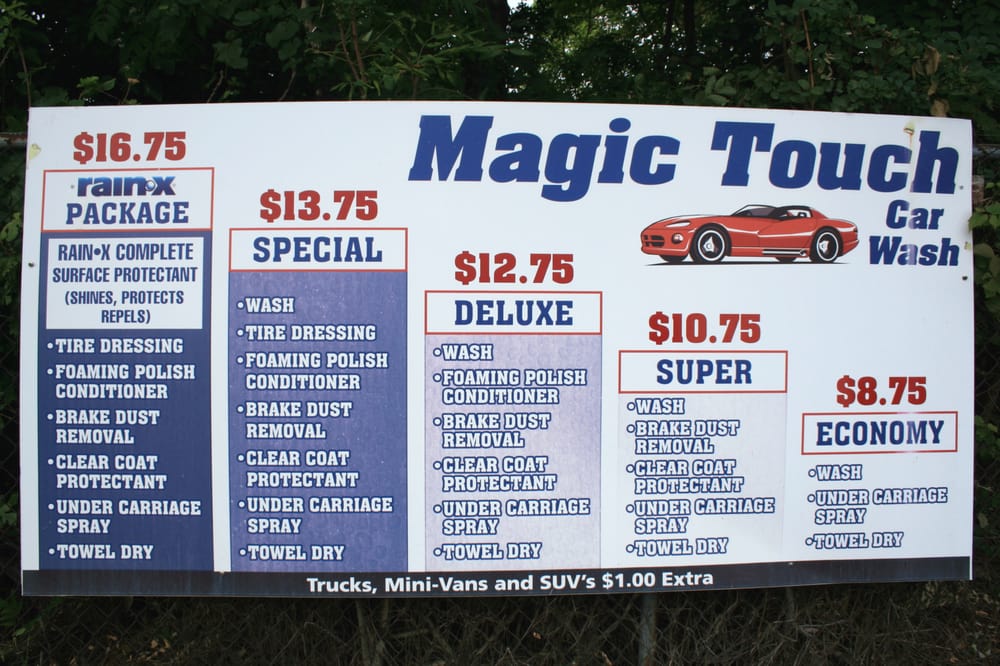 Magic Touch
Car
Wash
$16.75
rain•x
PACKAGE
RAIN•X COMPLETE
SURFACE PROTECTANT
(SHINES, PROTECTS
REPELS)
•TIRE DRESSING
•FOAMING POLISH
CONDITIONER
•BRAKE DUST
REMOVAL
•CLEAR COAT
PROTECTANT
•UNDER CARRIAGE
SPRAY
•TOWEL DRY
$13.75
SPECIAL
•WASH
•TIRE DRESSING
•FOAMING POLISH
CONDITIONER
•BRAKE DUST
REMOVAL
•CLEAR COAT
PROTECTANT
•UNDER CARRIAGE
SPRAY
•TOWEL DRY
$12.75
DELUXE
•WASH
•FOAMING POLISH
CONDITIONER
•BRAKE DUST
REMOVAL
•CLEAR COAT
PROTECTANT
•UNDER CARRIAGE
SPRAY
•TOWEL DRY
$10.75
SUPER
•WASH
•BRAKE DUST
REMOVAL
•CLEAR COAT
PROTECTANT
•UNDER CARRIAGE
SPRAY
•TOWEL DRY
$8.75
ECONOMY
•WASH
•UNDER CARRIAGE
SPRAY
•TOWEL DRY
Trucks, Mini-Vans and SUV's $1.00 Extra